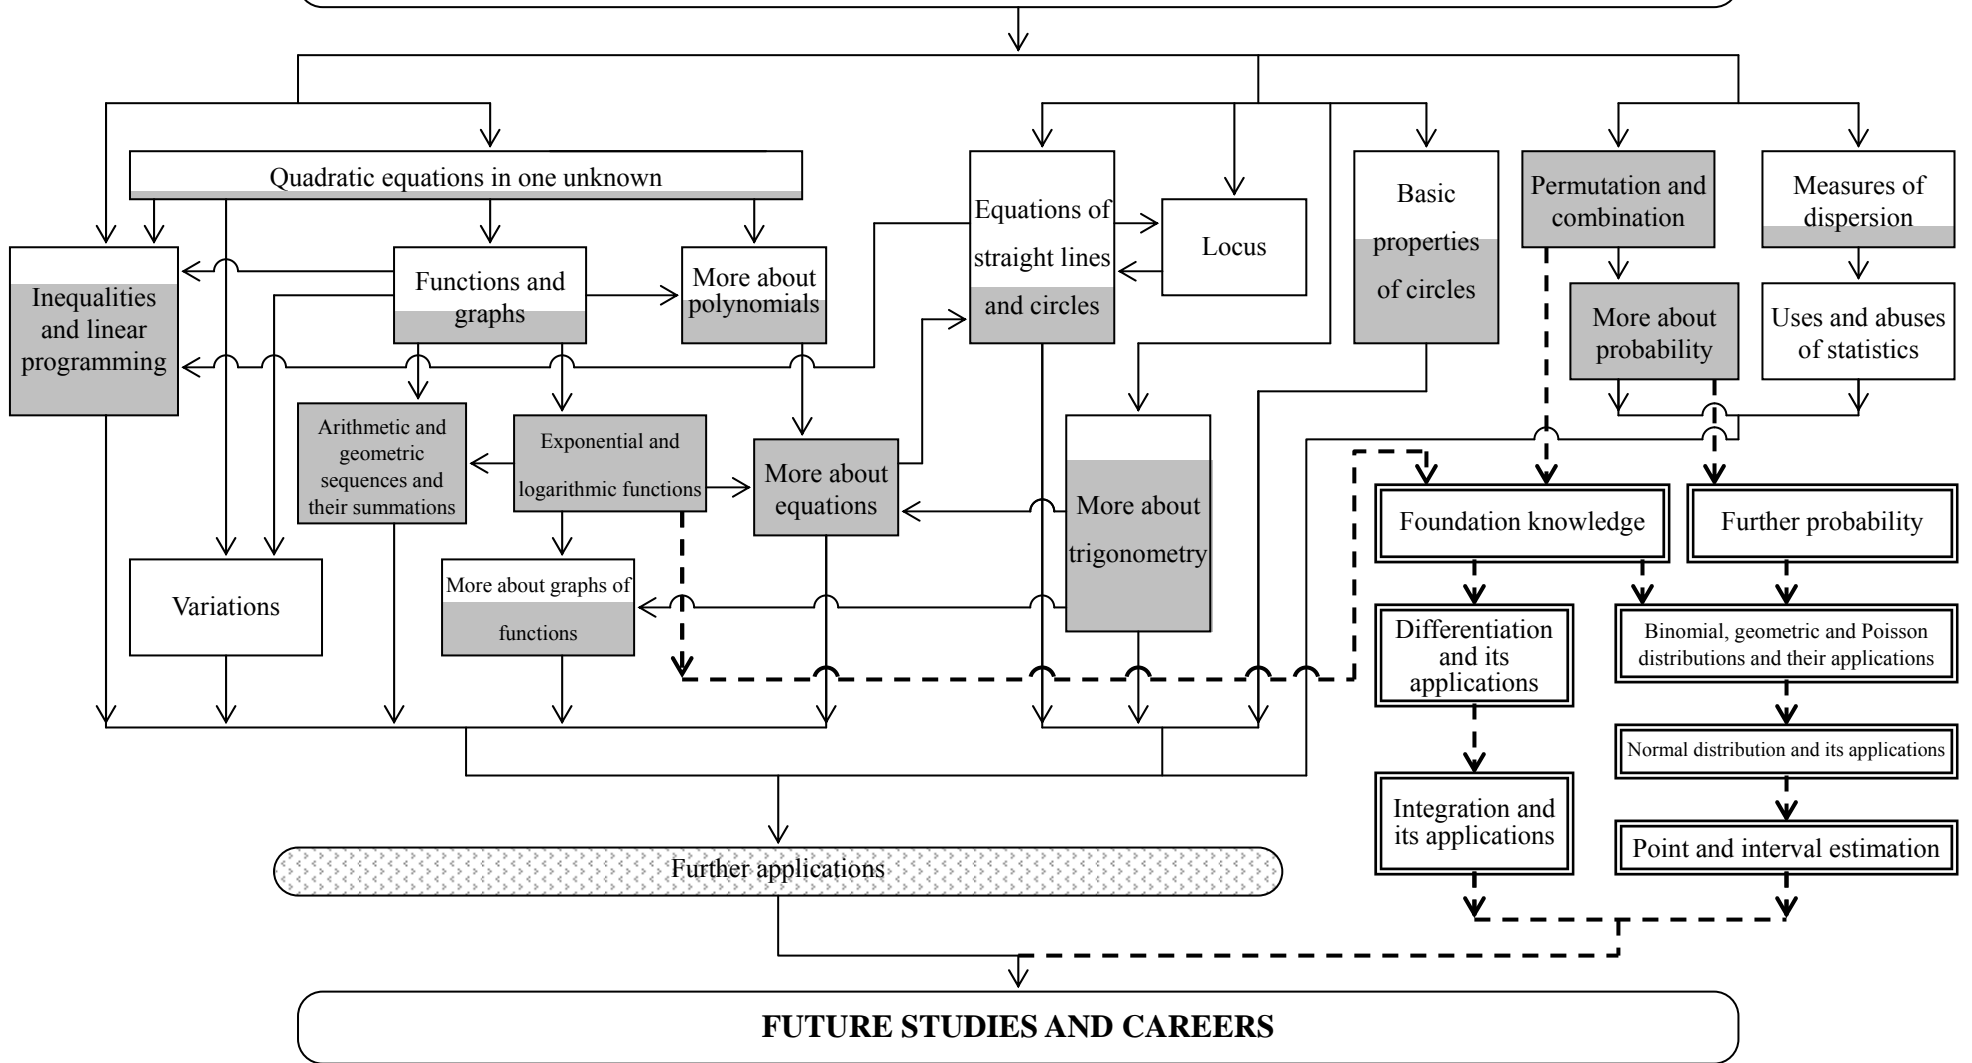 Quadratic equations in one unknown
Inequalities
and linear
programming
Functions and
graphs
More about
polynomials
Equations of
straight lines
and circles
Locus
Basic
properties
of circles
Permutation and
combination
Measures of
dispersion
More about
probability
Uses and abuses
of statistics
Arithmetic and
geometric
sequences and
their summations
Exponential and
logarithmic functions
More about
equations
More about
trigonometry
Foundation knowledge
Further probability
Variations
More about graphs of
functions
Differentiation
and its
applications
Binomial, geometric and Poisson
distributions and their applications
Normal distribution and its applications
Integration and
its applications
Point and interval estimation
Further applications
FUTURE STUDIES AND CAREERS